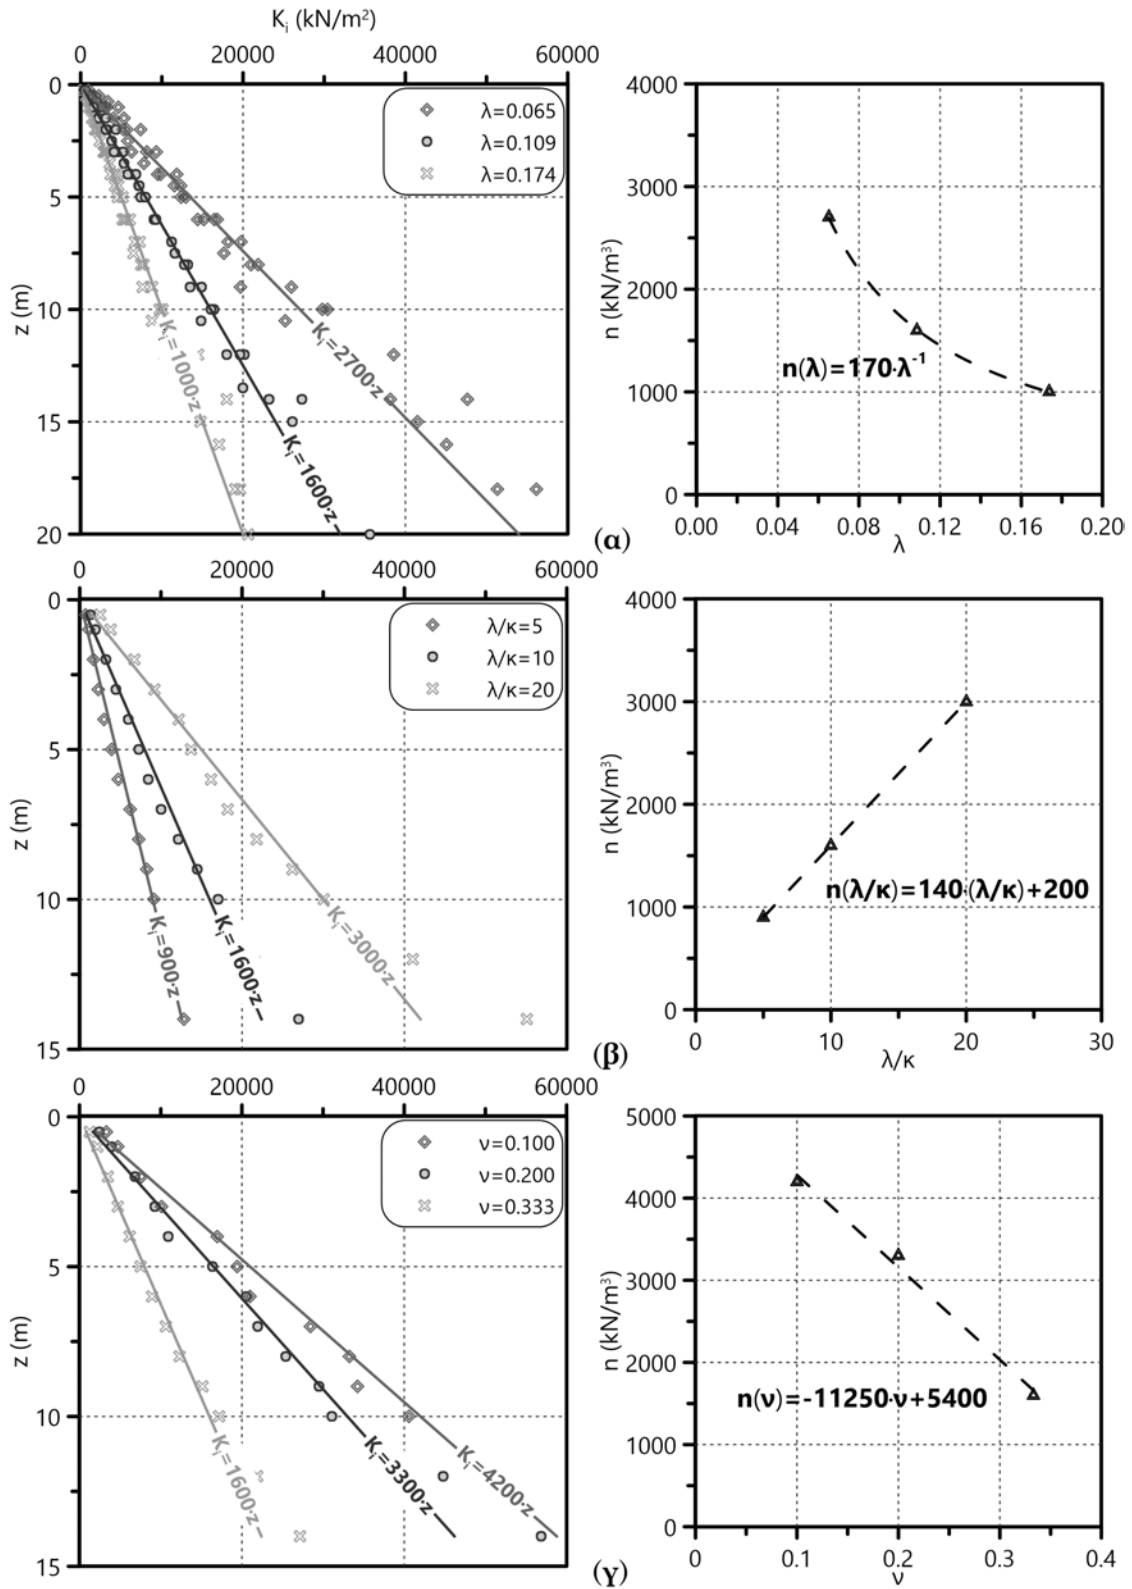 Kᵢ (kN/m²)
0 20000 40000 60000
0
5
10
15
20
z (m)
λ=0.065
λ=0.109
λ=0.174
Kᵢ=2700·z
Kᵢ=1000·z
Kᵢ=1600·z
(α)
4000
3000
2000
1000
0
n (kN/m³)
n(λ)=170·λ⁻¹
0.00 0.04 0.08 0.12 0.16 0.20
λ
0 20000 40000 60000
0
5
10
15
z (m)
λ/κ=5
λ/κ=10
λ/κ=20
Kᵢ=900·z
Kᵢ=1600·z
Kᵢ=3000·z
(β)
4000
3000
2000
1000
0
n (kN/m³)
n(λ/κ)=140·(λ/κ)+200
0 10 20 30
λ/κ
0 20000 40000 60000
0
5
10
15
z (m)
ν=0.100
ν=0.200
ν=0.333
Kᵢ=1600·z
Kᵢ=3300·z
Kᵢ=4200·z
(γ)
5000
4000
3000
2000
1000
0
n (kN/m³)
n(ν)=-11250·ν+5400
0 0.1 0.2 0.3 0.4
ν